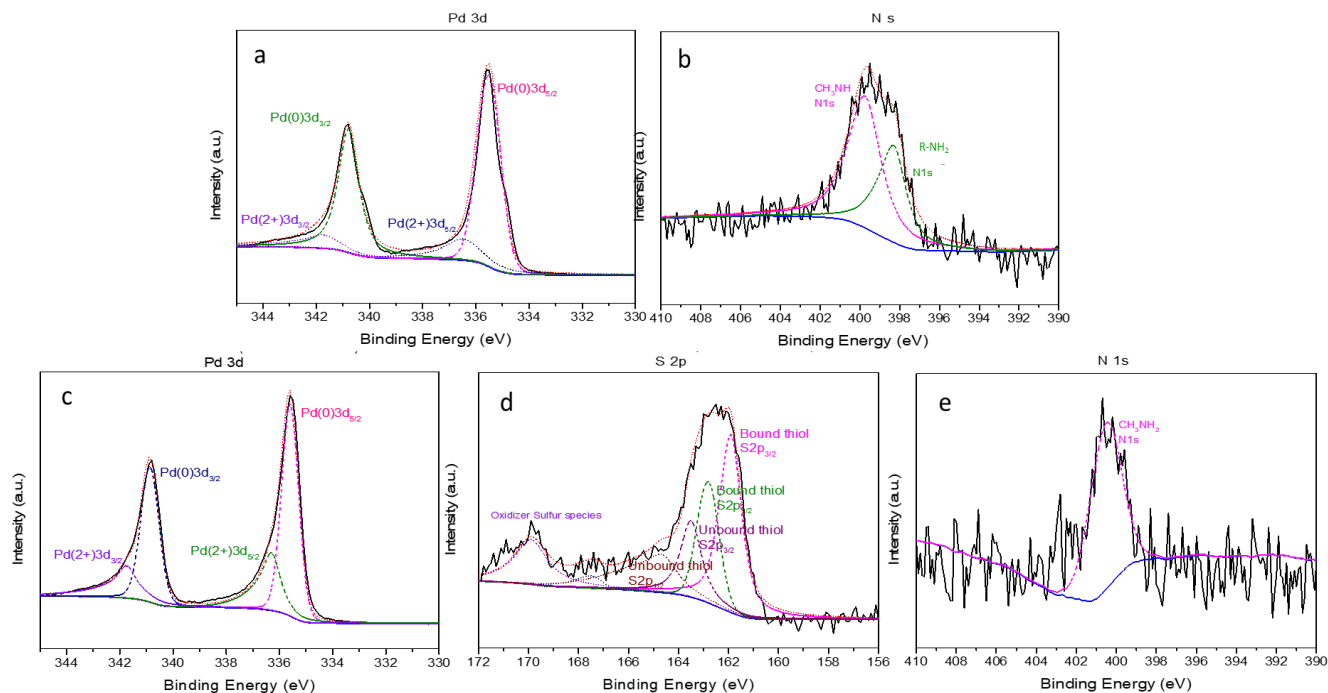 Pd 3d
N s
a
Pd(0)3d5/2
Pd(0)3d3/2
Pd(2+)3d3/2
Pd(2+)3d5/2
Intensity (a.u.)
344 342 340 338 336 334 332 330
Binding Energy (eV)
b
CH3NH
N1s
R-NH2
N1s
Intensity (a.u.)
410 408 406 404 402 400 398 396 394 392 390
Binding Energy (eV)
Pd 3d
S 2p
N 1s
c
Pd(0)3d5/2
Pd(0)3d3/2
Pd(2+)3d3/2
Pd(2+)3d5/2
Intensity (a.u.)
344 342 340 338 336 334 332 330
Binding Energy (eV)
d
Bound thiol
S2p3/2
Bound thiol
Oxidizer Sulfur species
Unbound thiol
S2p3/2
Unbound thiol
Intensity (a.u.)
172 170 168 166 164 162 160 158 156
Binding Energy (eV)
e
CH3NH2
N1s
Intensity (a.u.)
410 408 406 404 402 400 398 396 394 392 390
Binding Energy (eV)